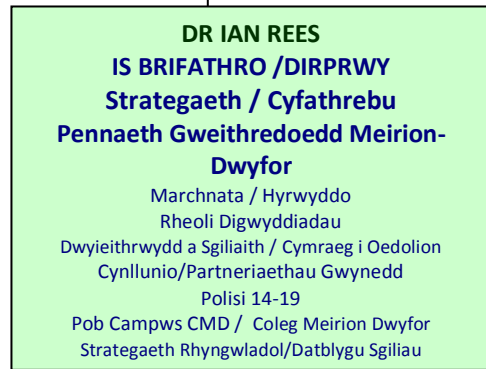 DR IAN REES
IS BRIFATHRO /DIRPRWY
Strategaeth / Cyfathrebu
Pennaeth Gweithredoedd Meirion-
Dwyfor
Marchnata / Hyrwyddo
Rheoli Digwyddiadau
Dwyieithrwydd a Sgiliaith / Cymraeg i Oedolion
Cynllunio/Partneriaethau Gwynedd
Polisi 14-19
Pob Campws CMD / Coleg Meirion Dwyfor
Strategaeth Rhyngwladol/Datblygu Sgiliau